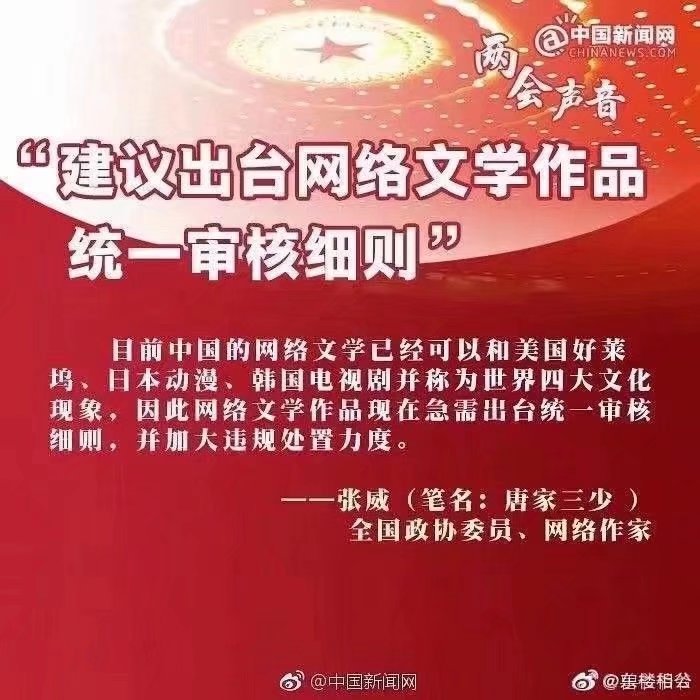 @中国新闻网
CHINANEWS.COM
两会声音
“建议出台网络文学作品
统一审核细则”
目前中国的网络文学已经可以和美国好莱
坞、日本动漫、韩国电视剧并称为世界四大文化
现象，因此网络文学作品现在急需出台统一审核
细则，并加大违规处置力度。
——张威（笔名：唐家三少 ）
全国政协委员、网络作家
@中国新闻网